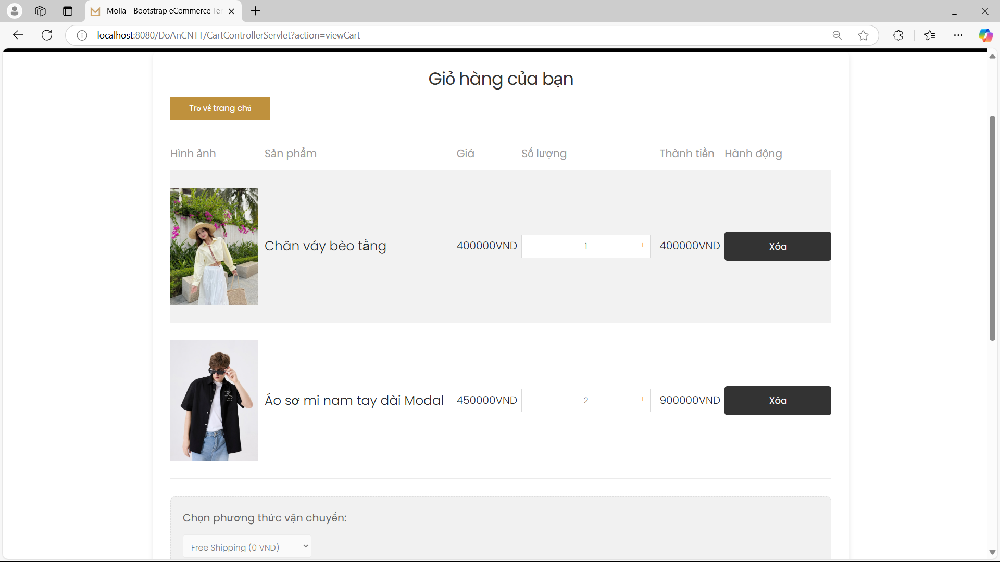 Molla - Bootstrap eCommerce Ter
localhost:8080/DoAnCNTT/CartControllerServlet?action=viewCart
Giỏ hàng của bạn
Trở về trang chủ
Hình ảnh Sản phẩm Giá Số lượng Thành tiền Hành động
Chân váy bèo tầng 400000VND − 1 + 400000VND Xóa
Áo sơ mi nam tay dài Modal 450000VND − 2 + 900000VND Xóa
Chọn phương thức vận chuyển:
Free Shipping (0 VND)